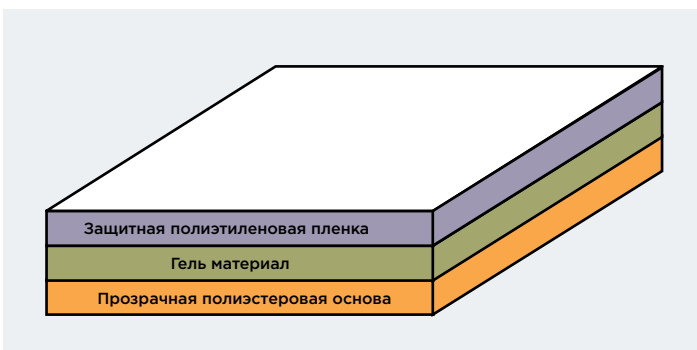 Защитная полиэтиленовая пленка
Гель материал
Прозрачная полиэстеровая основа